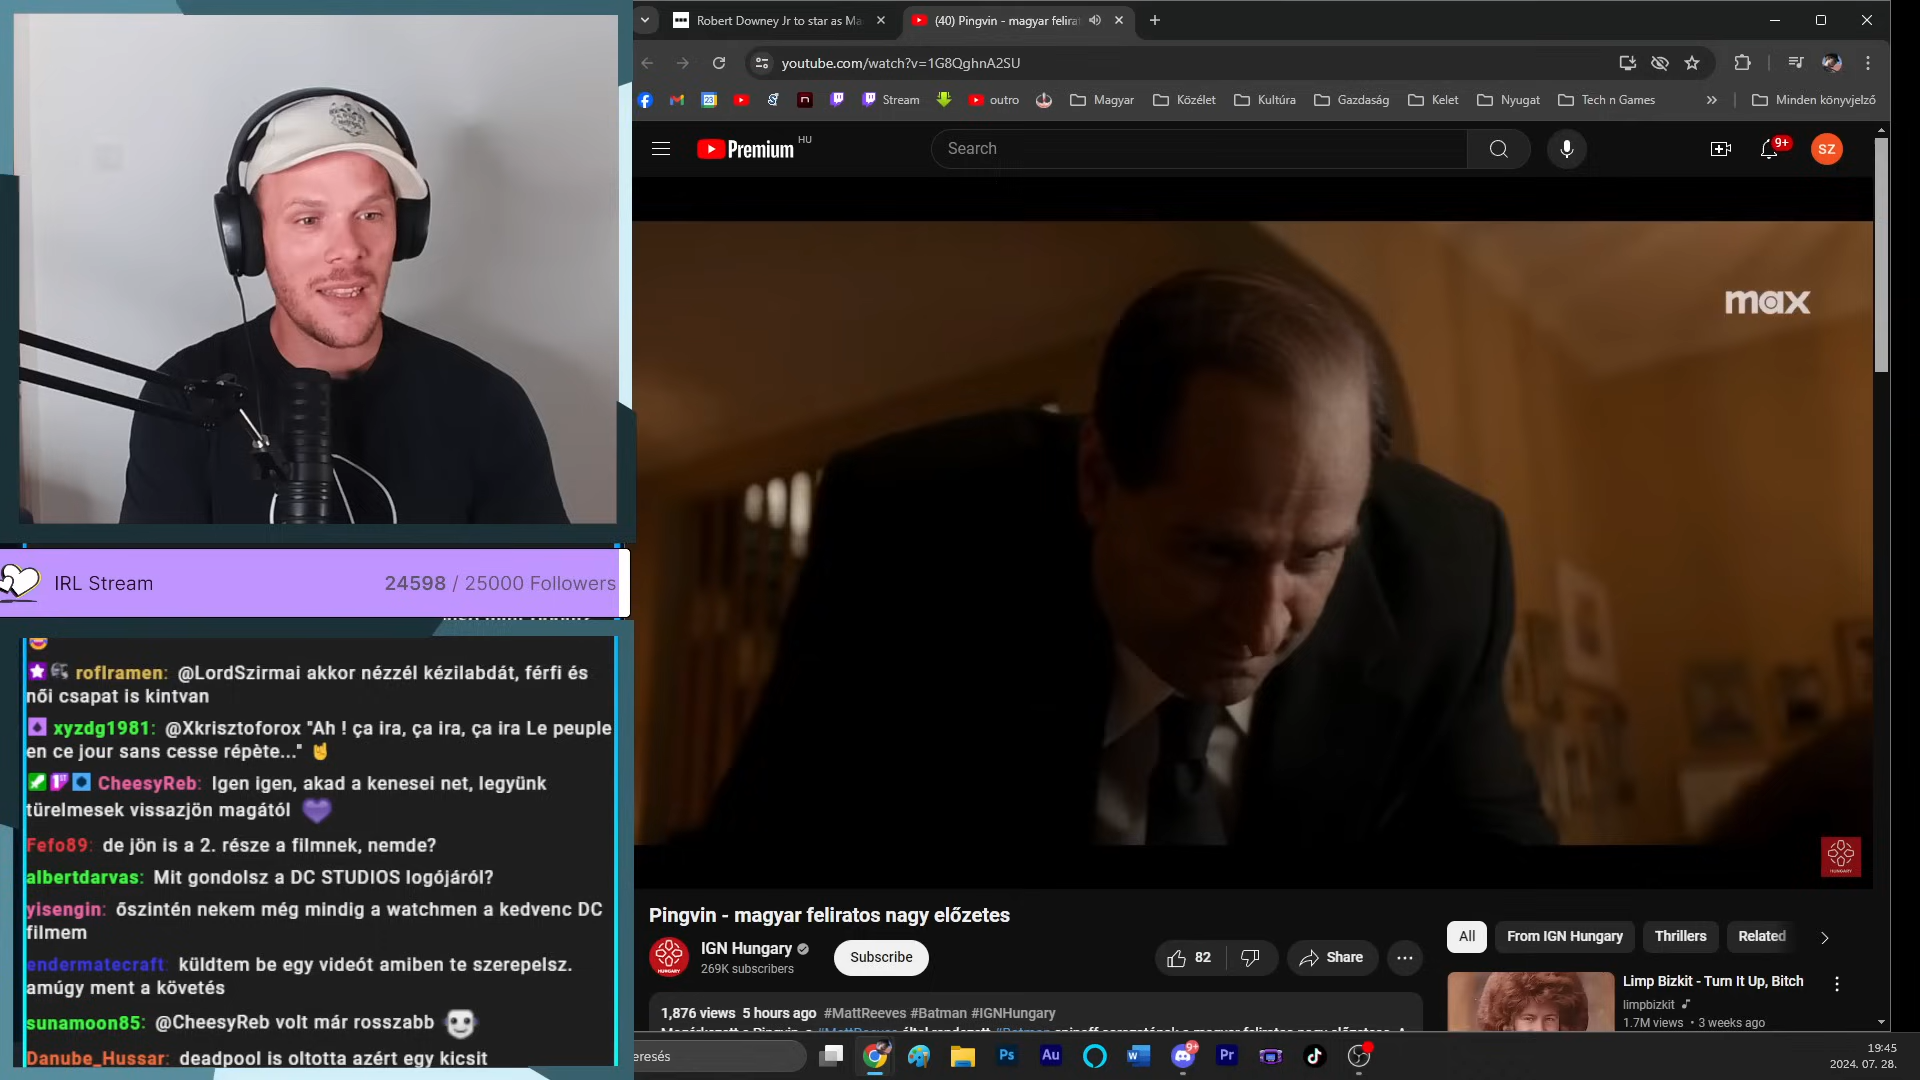 Robert Downey Jr to star as Ma
(40) Pingvin - magyar felirat
youtube.com/watch?v=1G8QghnA2SU
Stream
outro
Magyar
Közélet
Kultúra
Gazdaság
Kelet
Nyugat
Tech n Games
Minden könyvjelző
Premium HU
Search
9+
SZ
max
IRL Stream
24598 / 25000 Followers
roflramen: @LordSzirmai akkor nézzél kézilabdát, férfi és
női csapat is kintvan
xyzdg1981: @Xkrisztoforox "Ah ! ça ira, ça ira, ça ira Le peuple
en ce jour sans cesse répète..." 🤘
1ST CheesyReb: Igen igen, akad a kenesei net, legyünk
türelmesek vissazjön magától 💜
Fefo89: de jön is a 2. része a filmnek, nemde?
albertdarvas: Mit gondolsz a DC STUDIOS logójáról?
yisengin: őszintén nekem még mindig a watchmen a kedvenc DC
filmem
endermatecraft: küldtem be egy videót amiben te szerepelsz.
amúgy ment a követés
sunamoon85: @CheesyReb volt már rosszabb
Danube_Hussar: deadpool is oltotta azért egy kicsit
HUNGARY
Pingvin - magyar feliratos nagy előzetes
HUNGARY
IGN Hungary
269K subscribers
Subscribe
82
Share
1,876 views 5 hours ago #MattReeves #Batman #IGNHungary
All
From IGN Hungary
Thrillers
Related
Limp Bizkit - Turn It Up, Bitch
limpbizkit
1.7M views • 3 weeks ago
eresés
Ps
Au
W
9+
Pr
19:45
2024. 07. 28.